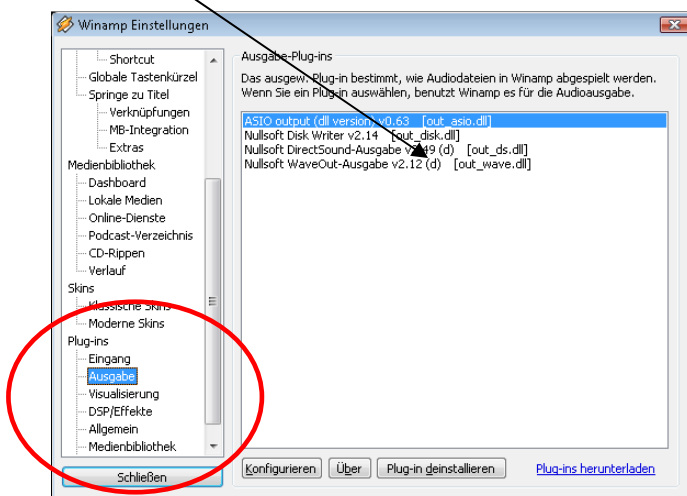 Winamp Einstellungen
Shortcut
Globale Tastenkürzel
Springe zu Titel
Verknüpfungen
MB-Integration
Extras
Medienbibliothek
Dashboard
Lokale Medien
Online-Dienste
Podcast-Verzeichnis
CD-Rippen
Verlauf
Skins
Klassische Skins
Moderne Skins
Plug-ins
Eingang
Ausgabe
Visualisierung
DSP/Effekte
Allgemein
Medienbibliothek
Schließen
Ausgabe-Plug-ins
Das ausgew. Plug-in bestimmt, wie Audiodateien in Winamp abgespielt werden.
Wenn Sie ein Plug-in auswählen, benutzt Winamp es für die Audioausgabe.
ASIO output (dll version) v0.63 [out_asio.dll]
Nullsoft Disk Writer v2.14 [out_disk.dll]
Nullsoft DirectSound-Ausgabe v2.49 (d) [out_ds.dll]
Nullsoft WaveOut-Ausgabe v2.12 (d) [out_wave.dll]
Konfigurieren
Über
Plug-in deinstallieren
Plug-ins herunterladen